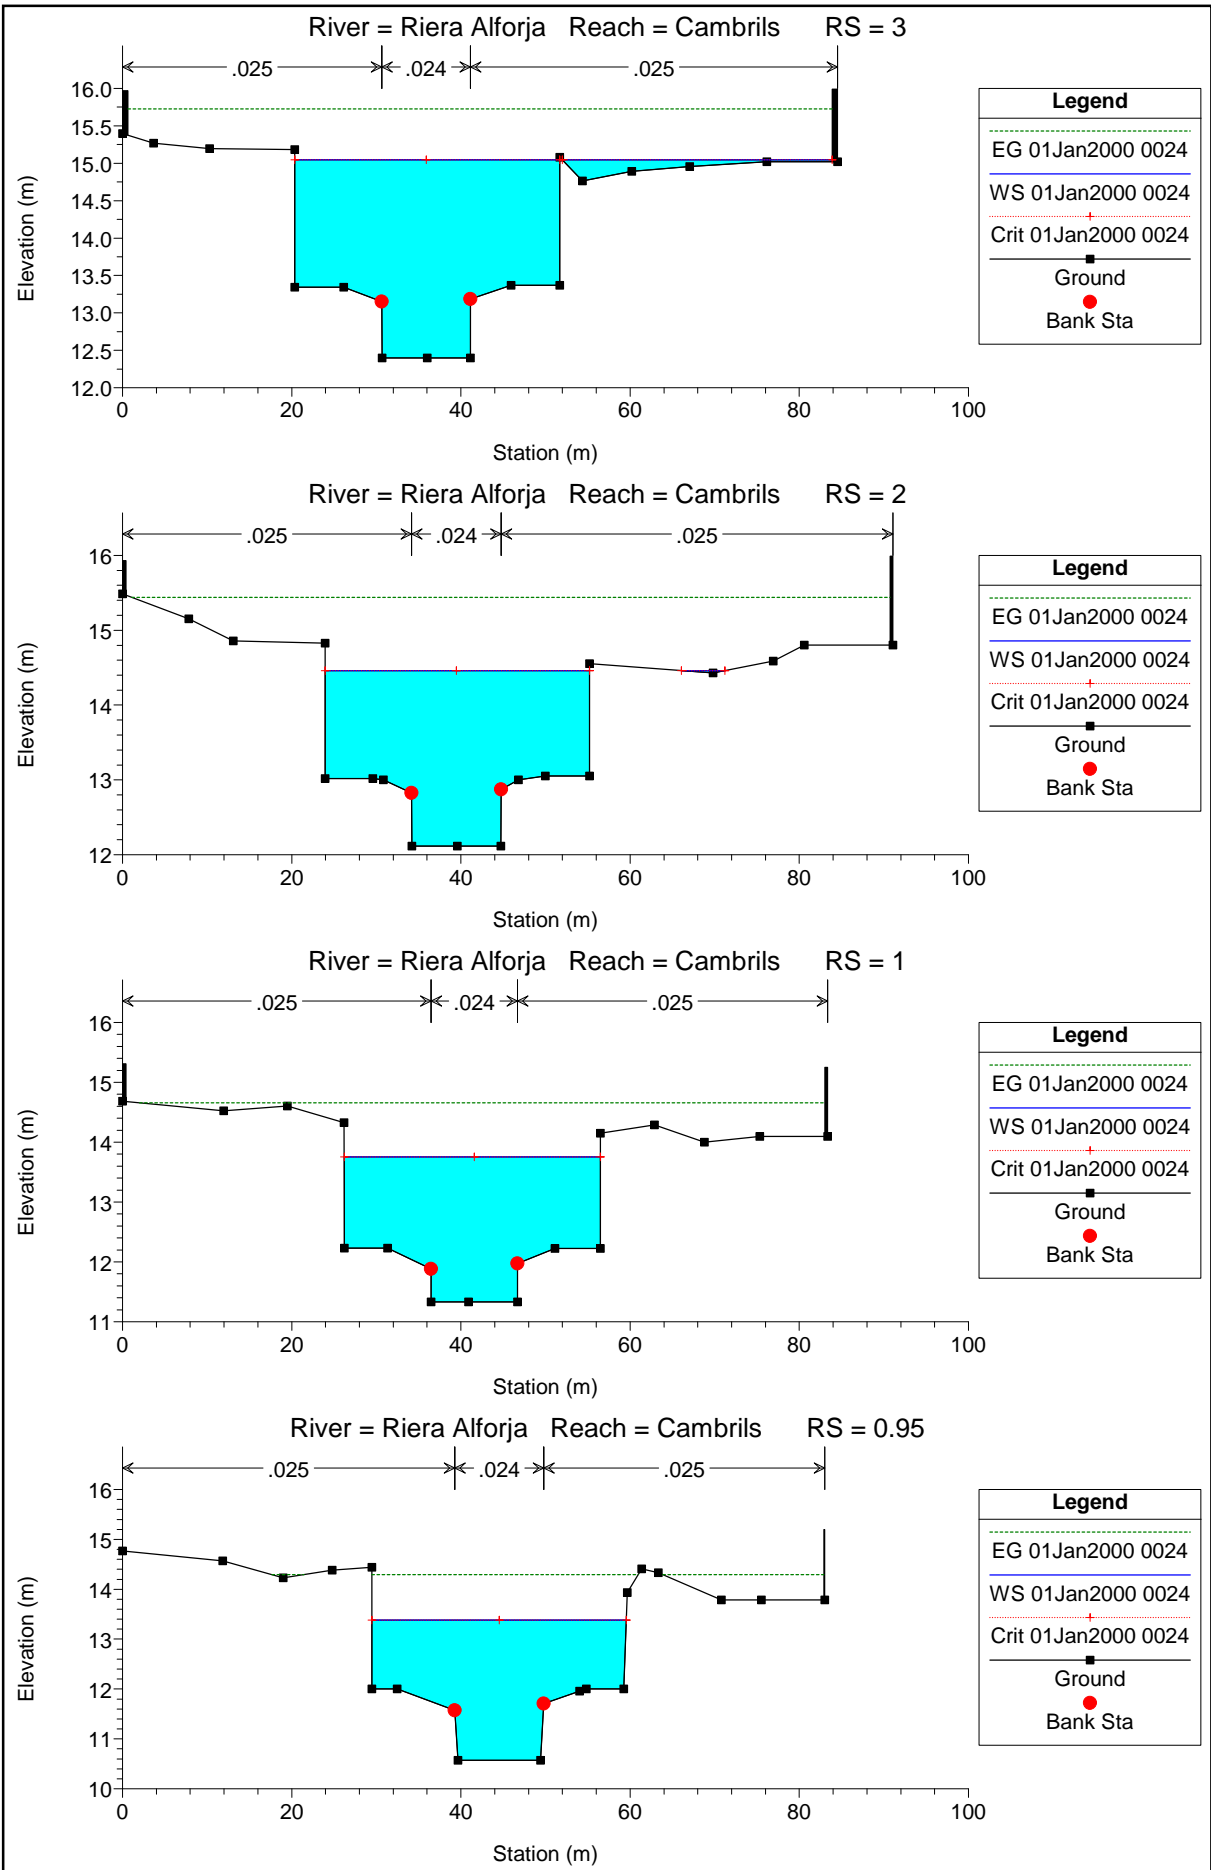 River = Riera Alforja   Reach = Cambrils      RS = 3
.025
.024
.025
16.0
15.5
15.0
14.5
14.0
13.5
13.0
12.5
12.0
Elevation (m)
0
20
40
60
80
100
Station (m)
Legend
EG 01Jan2000 0024
WS 01Jan2000 0024
Crit 01Jan2000 0024
Ground
Bank Sta
River = Riera Alforja   Reach = Cambrils      RS = 2
.025
.024
.025
16
15
14
13
12
Elevation (m)
0
20
40
60
80
100
Station (m)
Legend
EG 01Jan2000 0024
WS 01Jan2000 0024
Crit 01Jan2000 0024
Ground
Bank Sta
River = Riera Alforja   Reach = Cambrils      RS = 1
.025
.024
.025
16
15
14
13
12
11
Elevation (m)
0
20
40
60
80
100
Station (m)
Legend
EG 01Jan2000 0024
WS 01Jan2000 0024
Crit 01Jan2000 0024
Ground
Bank Sta
River = Riera Alforja   Reach = Cambrils      RS = 0.95
.025
.024
.025
16
15
14
13
12
11
10
Elevation (m)
0
20
40
60
80
100
Station (m)
Legend
EG 01Jan2000 0024
WS 01Jan2000 0024
Crit 01Jan2000 0024
Ground
Bank Sta